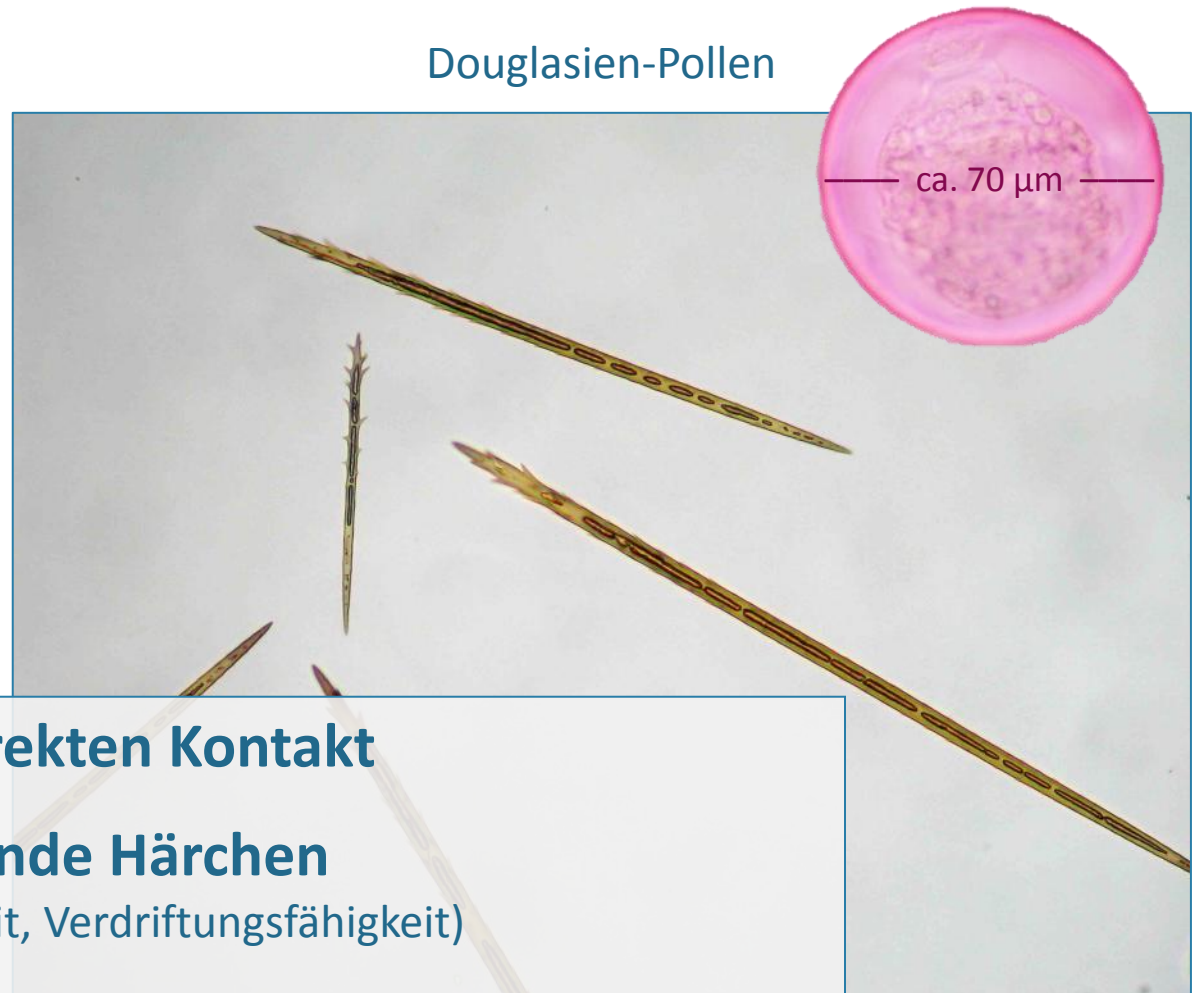 Douglasien-Pollen
ca. 70 µm
rekten Kontakt
nde Härchen
it, Verdriftungsfähigkeit)